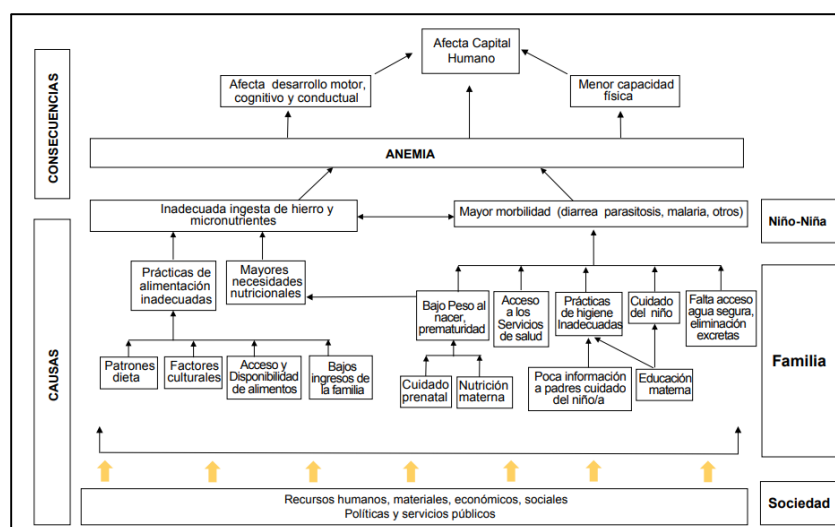 CONSECUENCIAS
Afecta Capital
Humano
Afecta desarrollo motor,
cognitivo y conductual
Menor capacidad
física
ANEMIA
CAUSAS
Inadecuada ingesta de hierro y
micronutrientes
Mayor morbilidad (diarrea parasitosis, malaria, otros)
Niño-Niña
Prácticas de
alimentación
inadecuadas
Mayores
necesidades
nutricionales
Bajo Peso al
nacer,
prematuridad
Acceso
a los
Servicios
de salud
Prácticas
de higiene
Inadecuadas
Cuidado
del niño
Falta acceso
agua segura,
eliminación
excretas
Familia
Patrones
dieta
Factores
culturales
Acceso y
Disponibilidad
de alimentos
Bajos
ingresos de
la familia
Cuidado
prenatal
Nutrición
materna
Poca información
a padres cuidado
del niño/a
Educación
materna
Recursos humanos, materiales, económicos, sociales
Políticas y servicios públicos
Sociedad